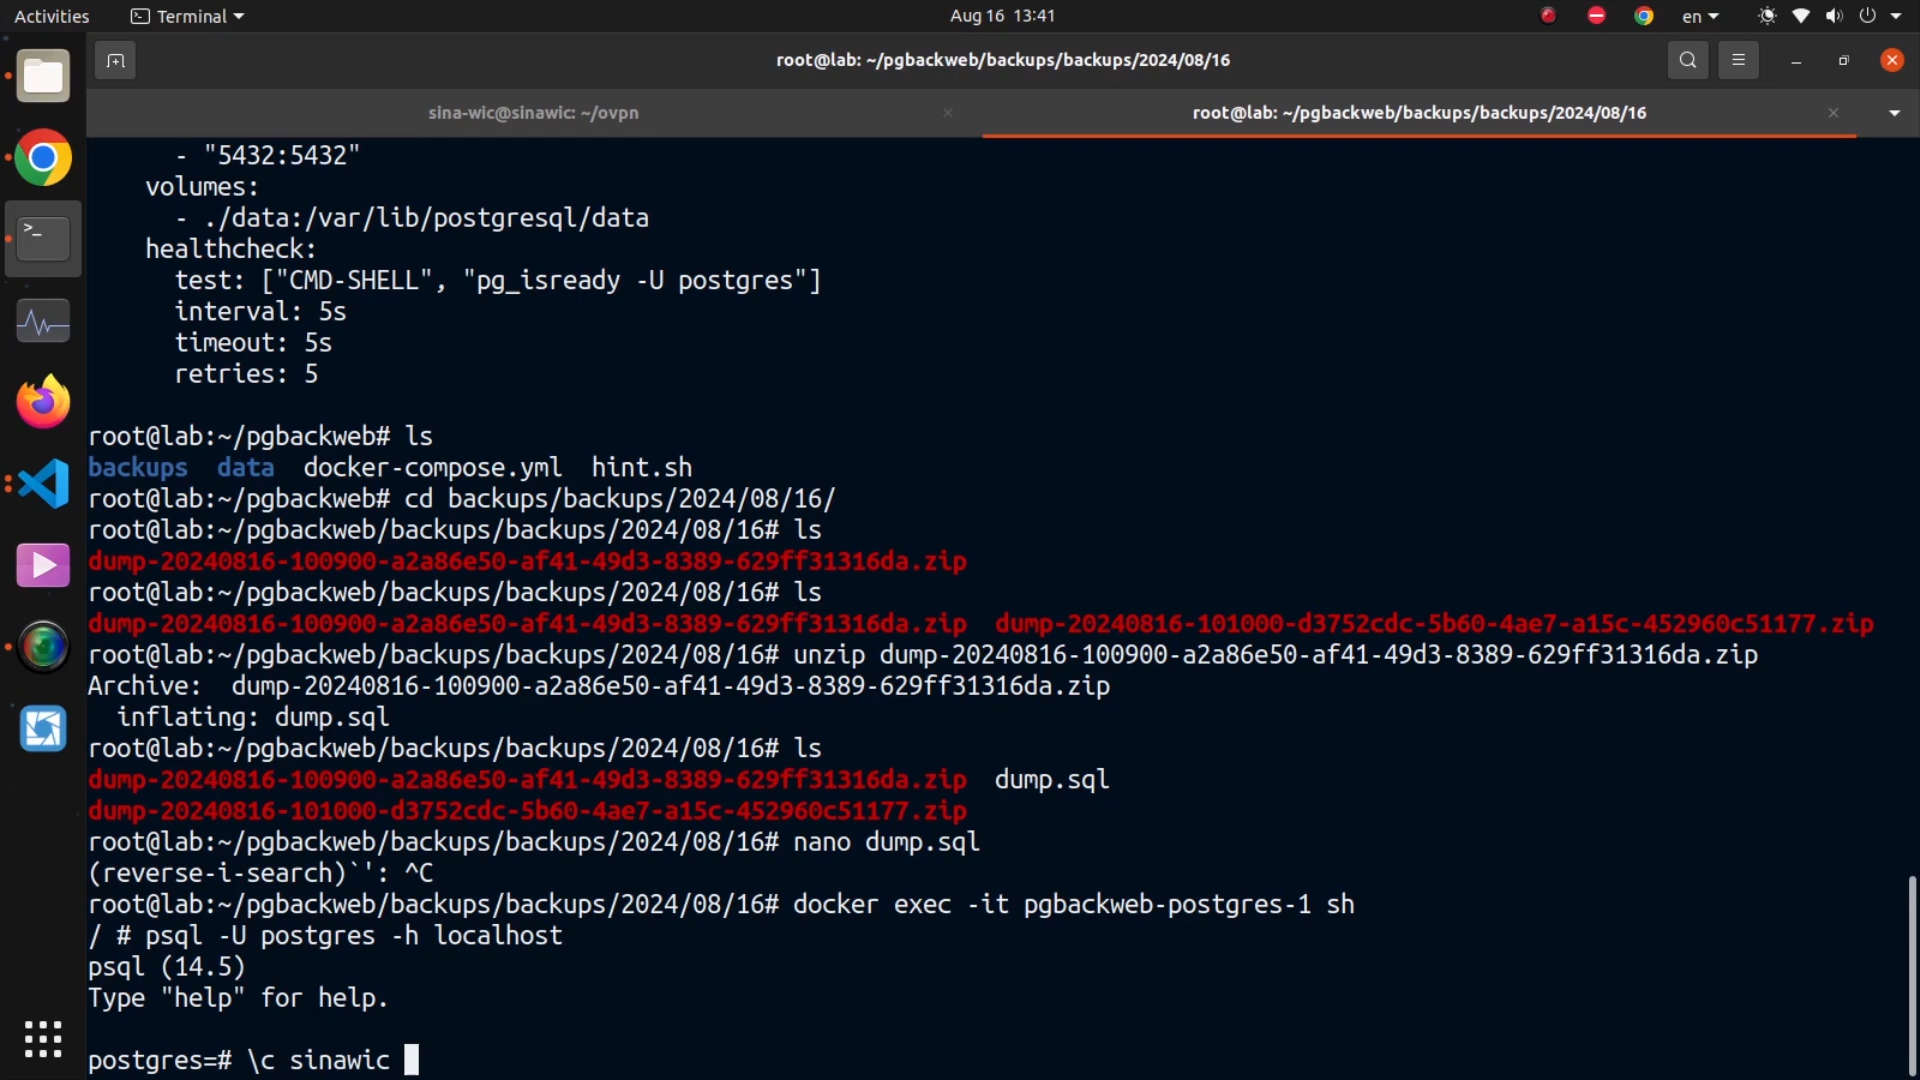 Activities
Terminal
Aug 16 13:41
en
root@lab: ~/pgbackweb/backups/backups/2024/08/16
sina-wic@sinawic: ~/ovpn
root@lab: ~/pgbackweb/backups/backups/2024/08/16
- "5432:5432"
volumes:
- ./data:/var/lib/postgresql/data
healthcheck:
test: ["CMD-SHELL", "pg_isready -U postgres"]
interval: 5s
timeout: 5s
retries: 5
root@lab:~/pgbackweb# ls
backups data docker-compose.yml hint.sh
root@lab:~/pgbackweb# cd backups/backups/2024/08/16/
root@lab:~/pgbackweb/backups/backups/2024/08/16# ls
dump-20240816-100900-a2a86e50-af41-49d3-8389-629ff31316da.zip
root@lab:~/pgbackweb/backups/backups/2024/08/16# ls
dump-20240816-100900-a2a86e50-af41-49d3-8389-629ff31316da.zip dump-20240816-101000-d3752cdc-5b60-4ae7-a15c-452960c51177.zip
root@lab:~/pgbackweb/backups/backups/2024/08/16# unzip dump-20240816-100900-a2a86e50-af41-49d3-8389-629ff31316da.zip
Archive: dump-20240816-100900-a2a86e50-af41-49d3-8389-629ff31316da.zip
inflating: dump.sql
root@lab:~/pgbackweb/backups/backups/2024/08/16# ls
dump-20240816-100900-a2a86e50-af41-49d3-8389-629ff31316da.zip dump.sql
dump-20240816-101000-d3752cdc-5b60-4ae7-a15c-452960c51177.zip
root@lab:~/pgbackweb/backups/backups/2024/08/16# nano dump.sql
(reverse-i-search)`': ^C
root@lab:~/pgbackweb/backups/backups/2024/08/16# docker exec -it pgbackweb-postgres-1 sh
/ # psql -U postgres -h localhost
psql (14.5)
Type "help" for help.
postgres=# \c sinawic